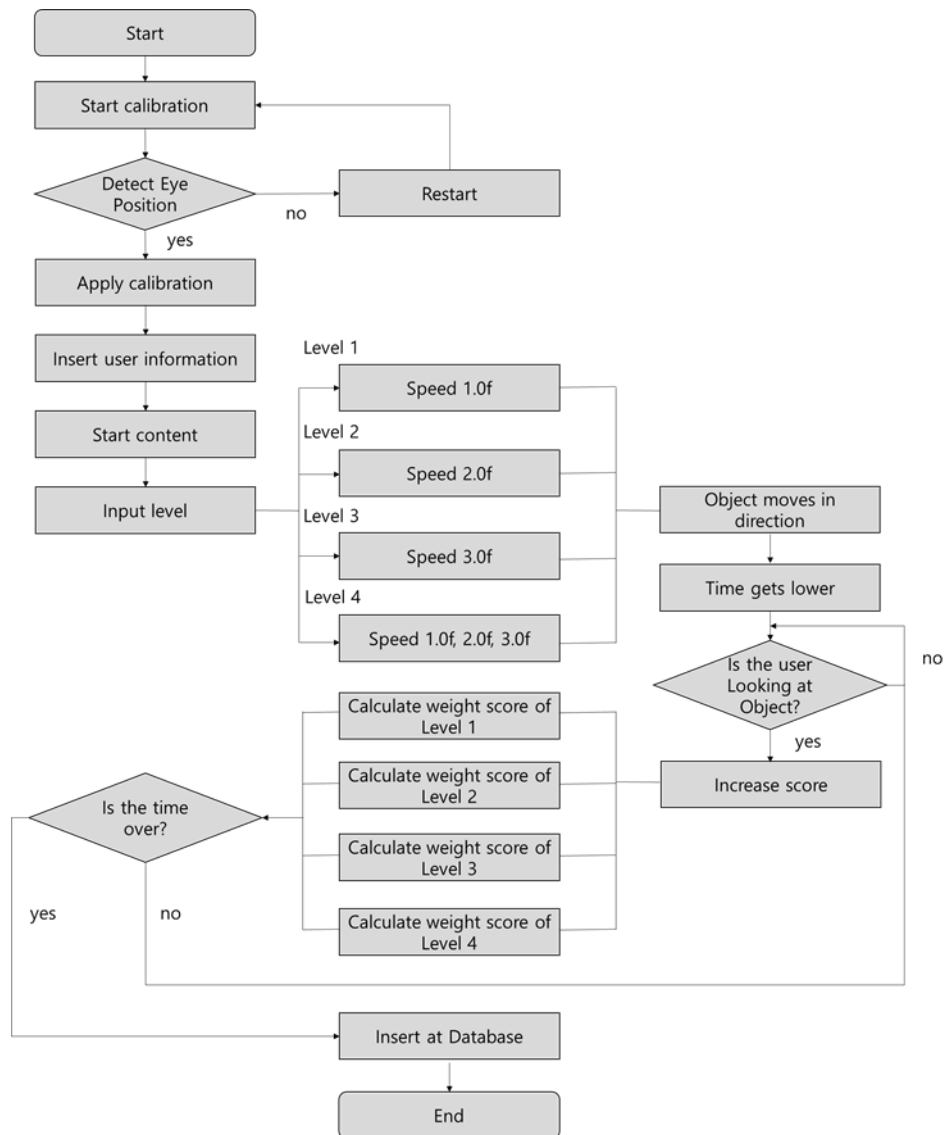 Start
Start calibration
Detect Eye
Position
no
Restart
yes
Apply calibration
Insert user information
Start content
Input level
Level 1
Speed 1.0f
Level 2
Speed 2.0f
Level 3
Speed 3.0f
Level 4
Speed 1.0f, 2.0f, 3.0f
Object moves in
direction
Time gets lower
Is the user
Looking at
Object?
no
yes
Increase score
Calculate weight score of
Level 1
Calculate weight score of
Level 2
Calculate weight score of
Level 3
Calculate weight score of
Level 4
Is the time
over?
yes
no
Insert at Database
End